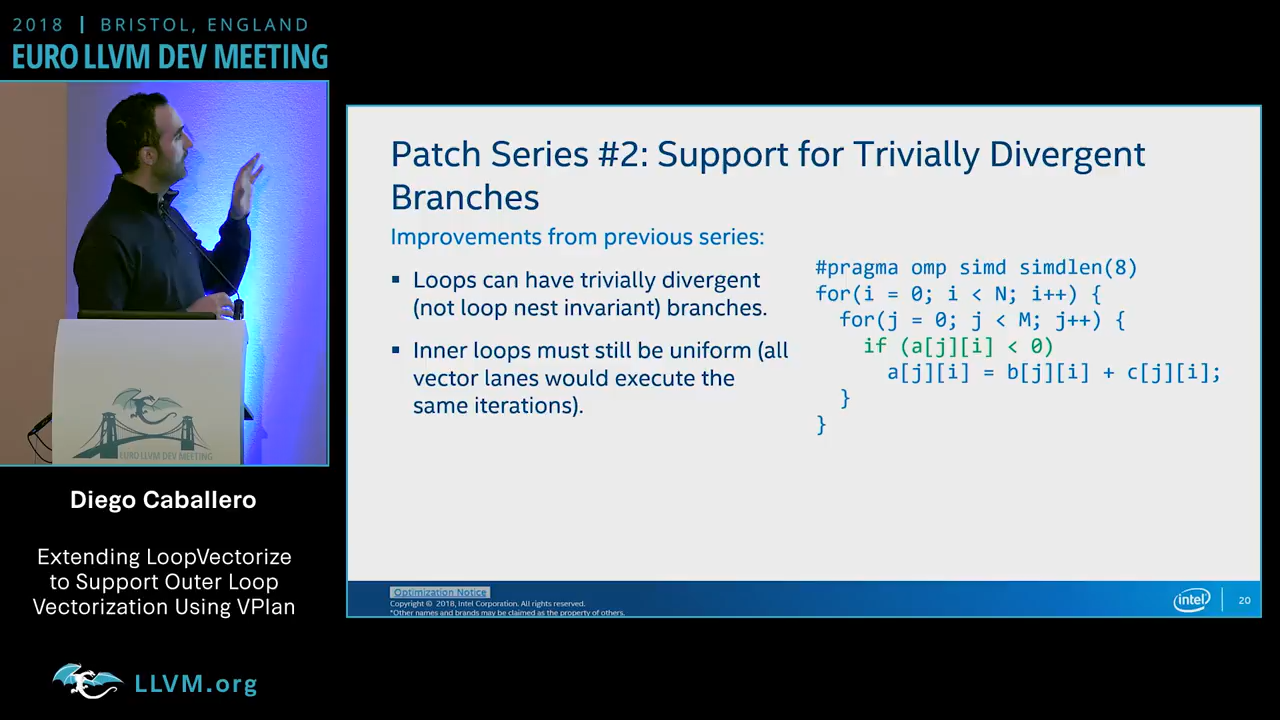 2018 | BRISTOL, ENGLAND
EURO LLVM DEV MEETING
EURO LLVM DEV MEETING
Diego Caballero
Extending LoopVectorize
to Support Outer Loop
Vectorization Using VPlan
LLVM.org
Patch Series #2: Support for Trivially Divergent
Branches
Improvements from previous series:
▪ Loops can have trivially divergent
(not loop nest invariant) branches.
▪ Inner loops must still be uniform (all
vector lanes would execute the
same iterations).
#pragma omp simd simdlen(8)
for(i = 0; i < N; i++) {
for(j = 0; j < M; j++) {
if (a[j][i] < 0)
a[j][i] = b[j][i] + c[j][i];
}
}
Optimization Notice
Copyright © 2018, Intel Corporation. All rights reserved.
*Other names and brands may be claimed as the property of others.
intel
20